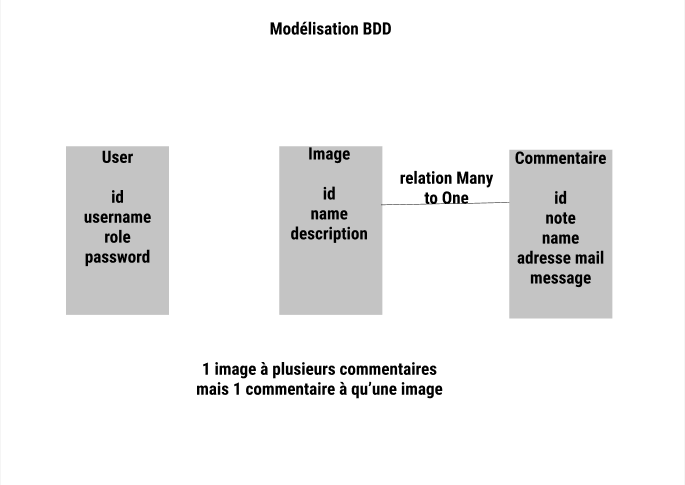 Modélisation BDD
User
id
username
role
password
Image
id
name
description
relation Many
to One
Commentaire
id
note
name
adresse mail
message
1 image à plusieurs commentaires
mais 1 commentaire à qu’une image